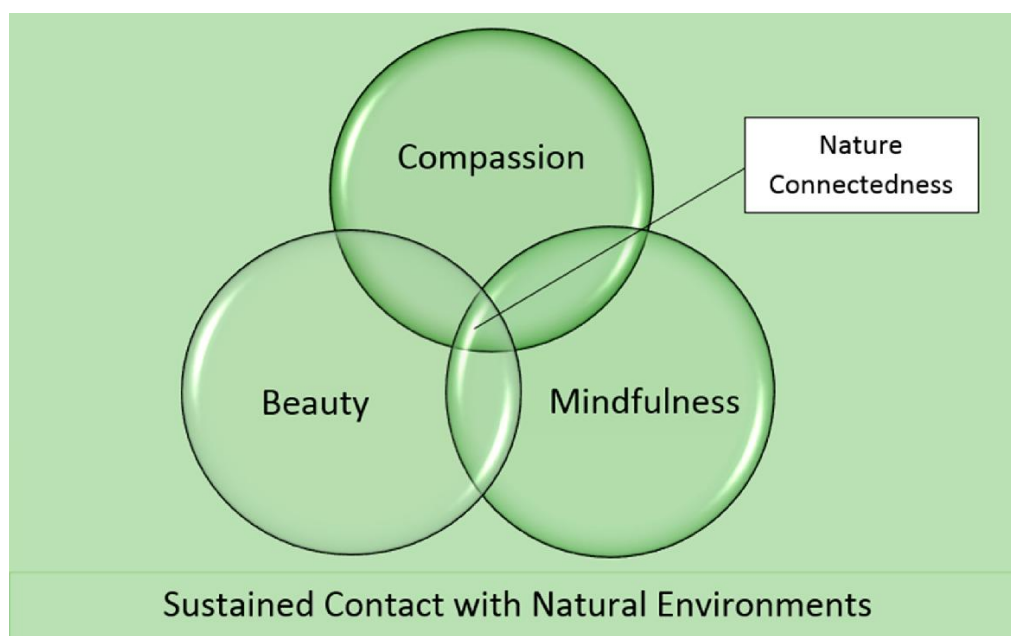 Compassion
Nature
Connectedness
Beauty
Mindfulness
Sustained Contact with Natural Environments